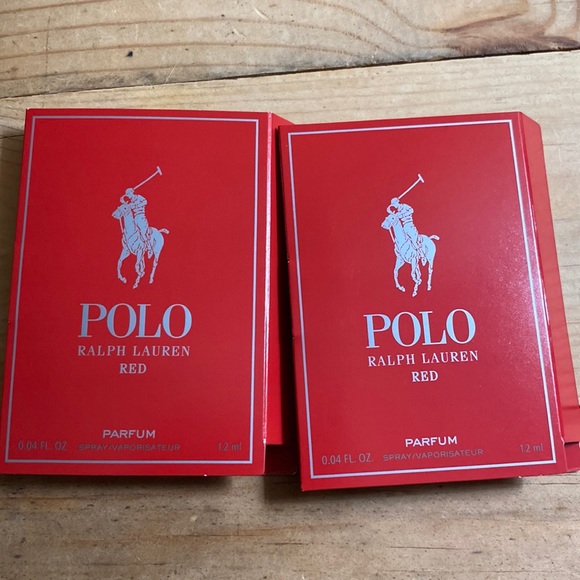 POLO
RALPH LAUREN
RED
PARFUM
0.04 FL. OZ. SPRAY/VAPORISATEUR 1.2 ml
POLO
RALPH LAUREN
RED
PARFUM
0.04 FL. OZ. SPRAY/VAPORISATEUR 1.2 ml